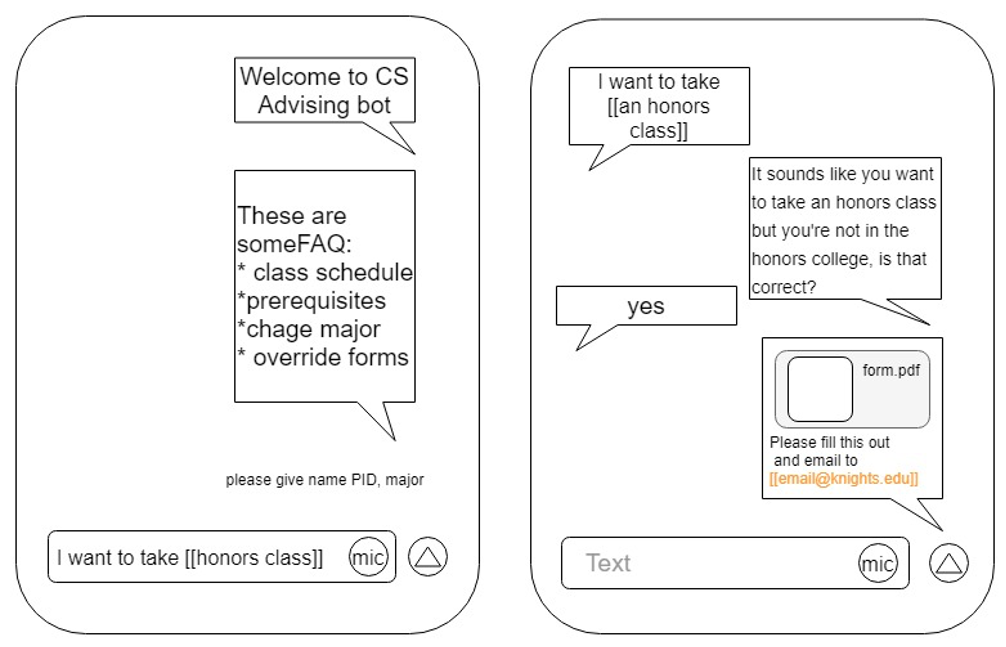 Welcome to CS
Advising bot
These are
someFAQ:
* class schedule
*prerequisites
*chage major
* override forms
please give name PID, major
I want to take [[honors class]]
mic
I want to take
[[an honors
class]]
It sounds like you want
to take an honors class
but you're not in the
honors college, is that
correct?
yes
form.pdf
Please fill this out
and email to
[[email@knights.edu]]
Text
mic